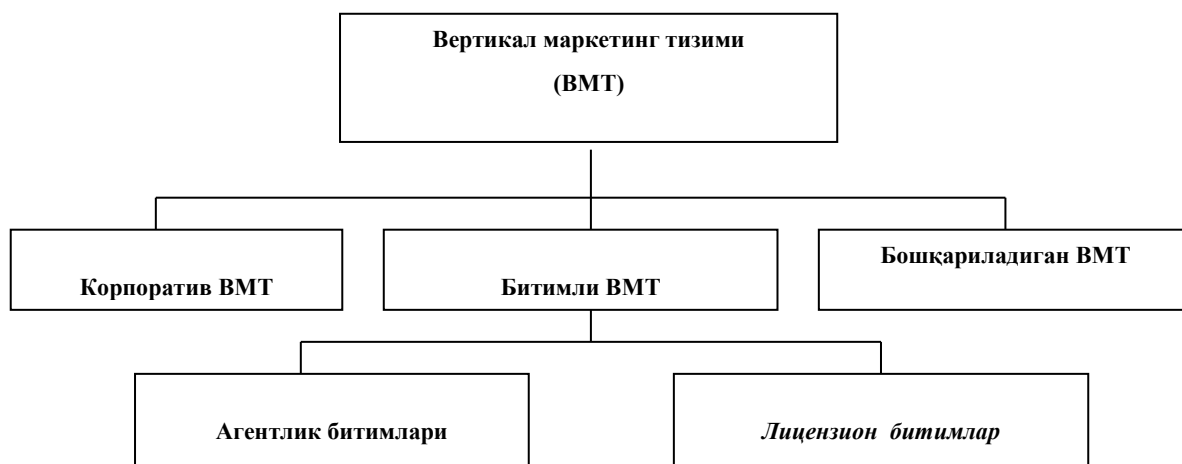 Вертикал маркетинг тизими
(ВМТ)
Корпоратив ВМТ
Битимли ВМТ
Бошқариладиган ВМТ
Агентлик битимлари
Лицензион битимлар